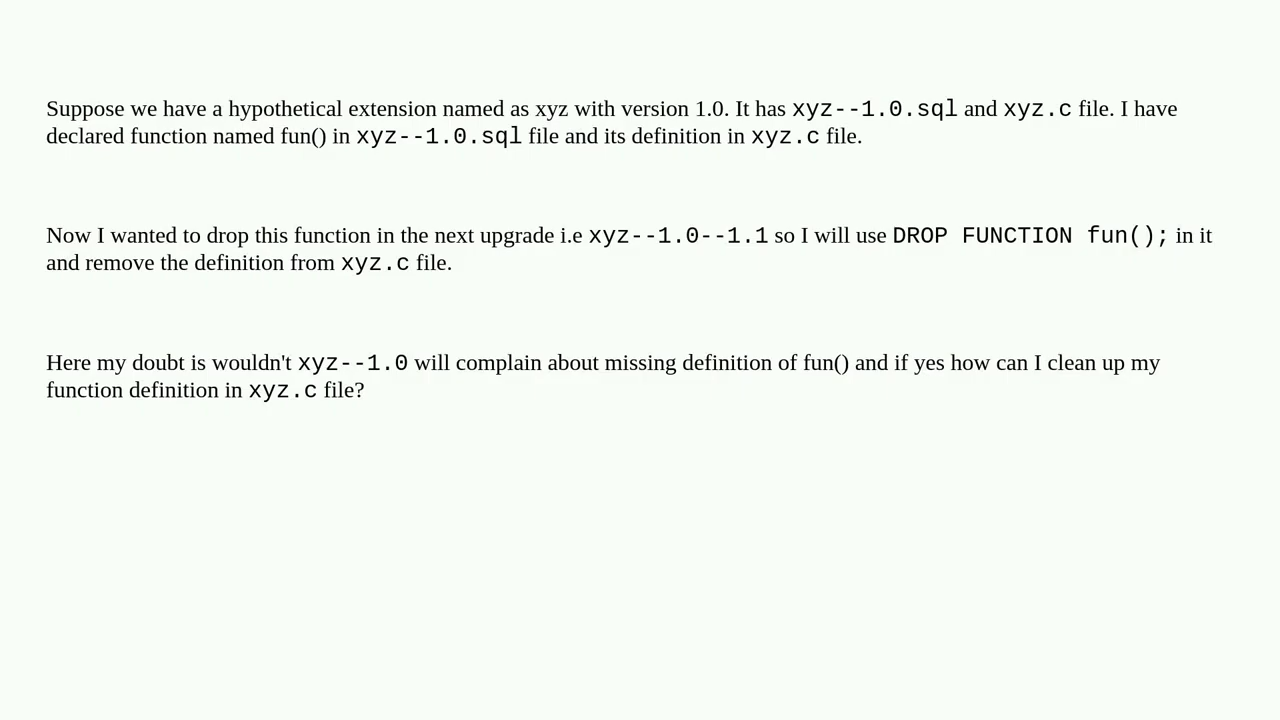 Suppose we have a hypothetical extension named as xyz with version 1.0. It has xyz--1.0.sql and xyz.c file. I have
declared function named fun() in xyz--1.0.sql file and its definition in xyz.c file.
Now I wanted to drop this function in the next upgrade i.e xyz--1.0--1.1 so I will use DROP FUNCTION fun(); in it
and remove the definition from xyz.c file.
Here my doubt is wouldn't xyz--1.0 will complain about missing definition of fun() and if yes how can I clean up my
function definition in xyz.c file?